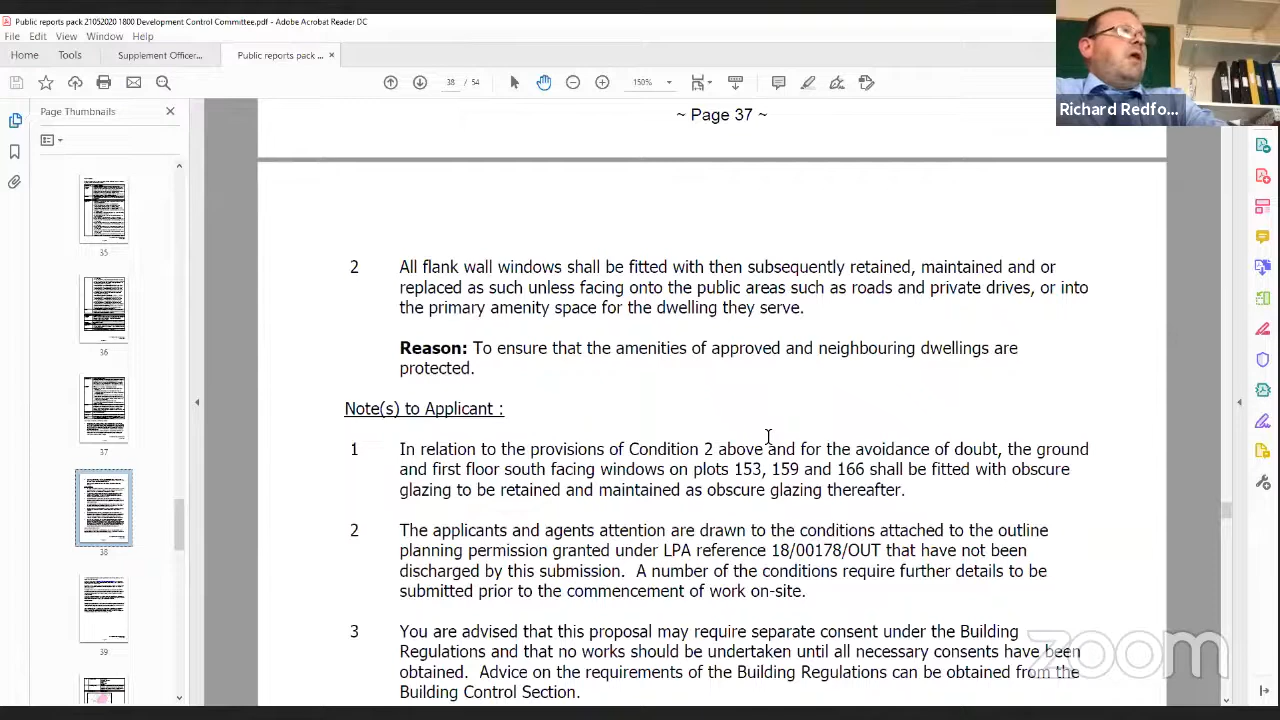 Public reports pack 21052020 1800 Development Control Committee.pdf - Adobe Acrobat Reader DC
File Edit View Window Help
Home Tools Supplement Officer... Public reports pack ... ×
38 / 54 150%
Richard Redfo...
Page Thumbnails
35
36
37
38
39
~ Page 37 ~
2 All flank wall windows shall be fitted with then subsequently retained, maintained and or
replaced as such unless facing onto the public areas such as roads and private drives, or into
the primary amenity space for the dwelling they serve.
Reason: To ensure that the amenities of approved and neighbouring dwellings are
protected.
Note(s) to Applicant :
1 In relation to the provisions of Condition 2 above and for the avoidance of doubt, the ground
and first floor south facing windows on plots 153, 159 and 166 shall be fitted with obscure
glazing to be retained and maintained as obscure glazing thereafter.
2 The applicants and agents attention are drawn to the conditions attached to the outline
planning permission granted under LPA reference 18/00178/OUT that have not been
discharged by this submission. A number of the conditions require further details to be
submitted prior to the commencement of work on-site.
3 You are advised that this proposal may require separate consent under the Building
Regulations and that no works should be undertaken until all necessary consents have been
obtained. Advice on the requirements of the Building Regulations can be obtained from the
Building Control Section.
zoom